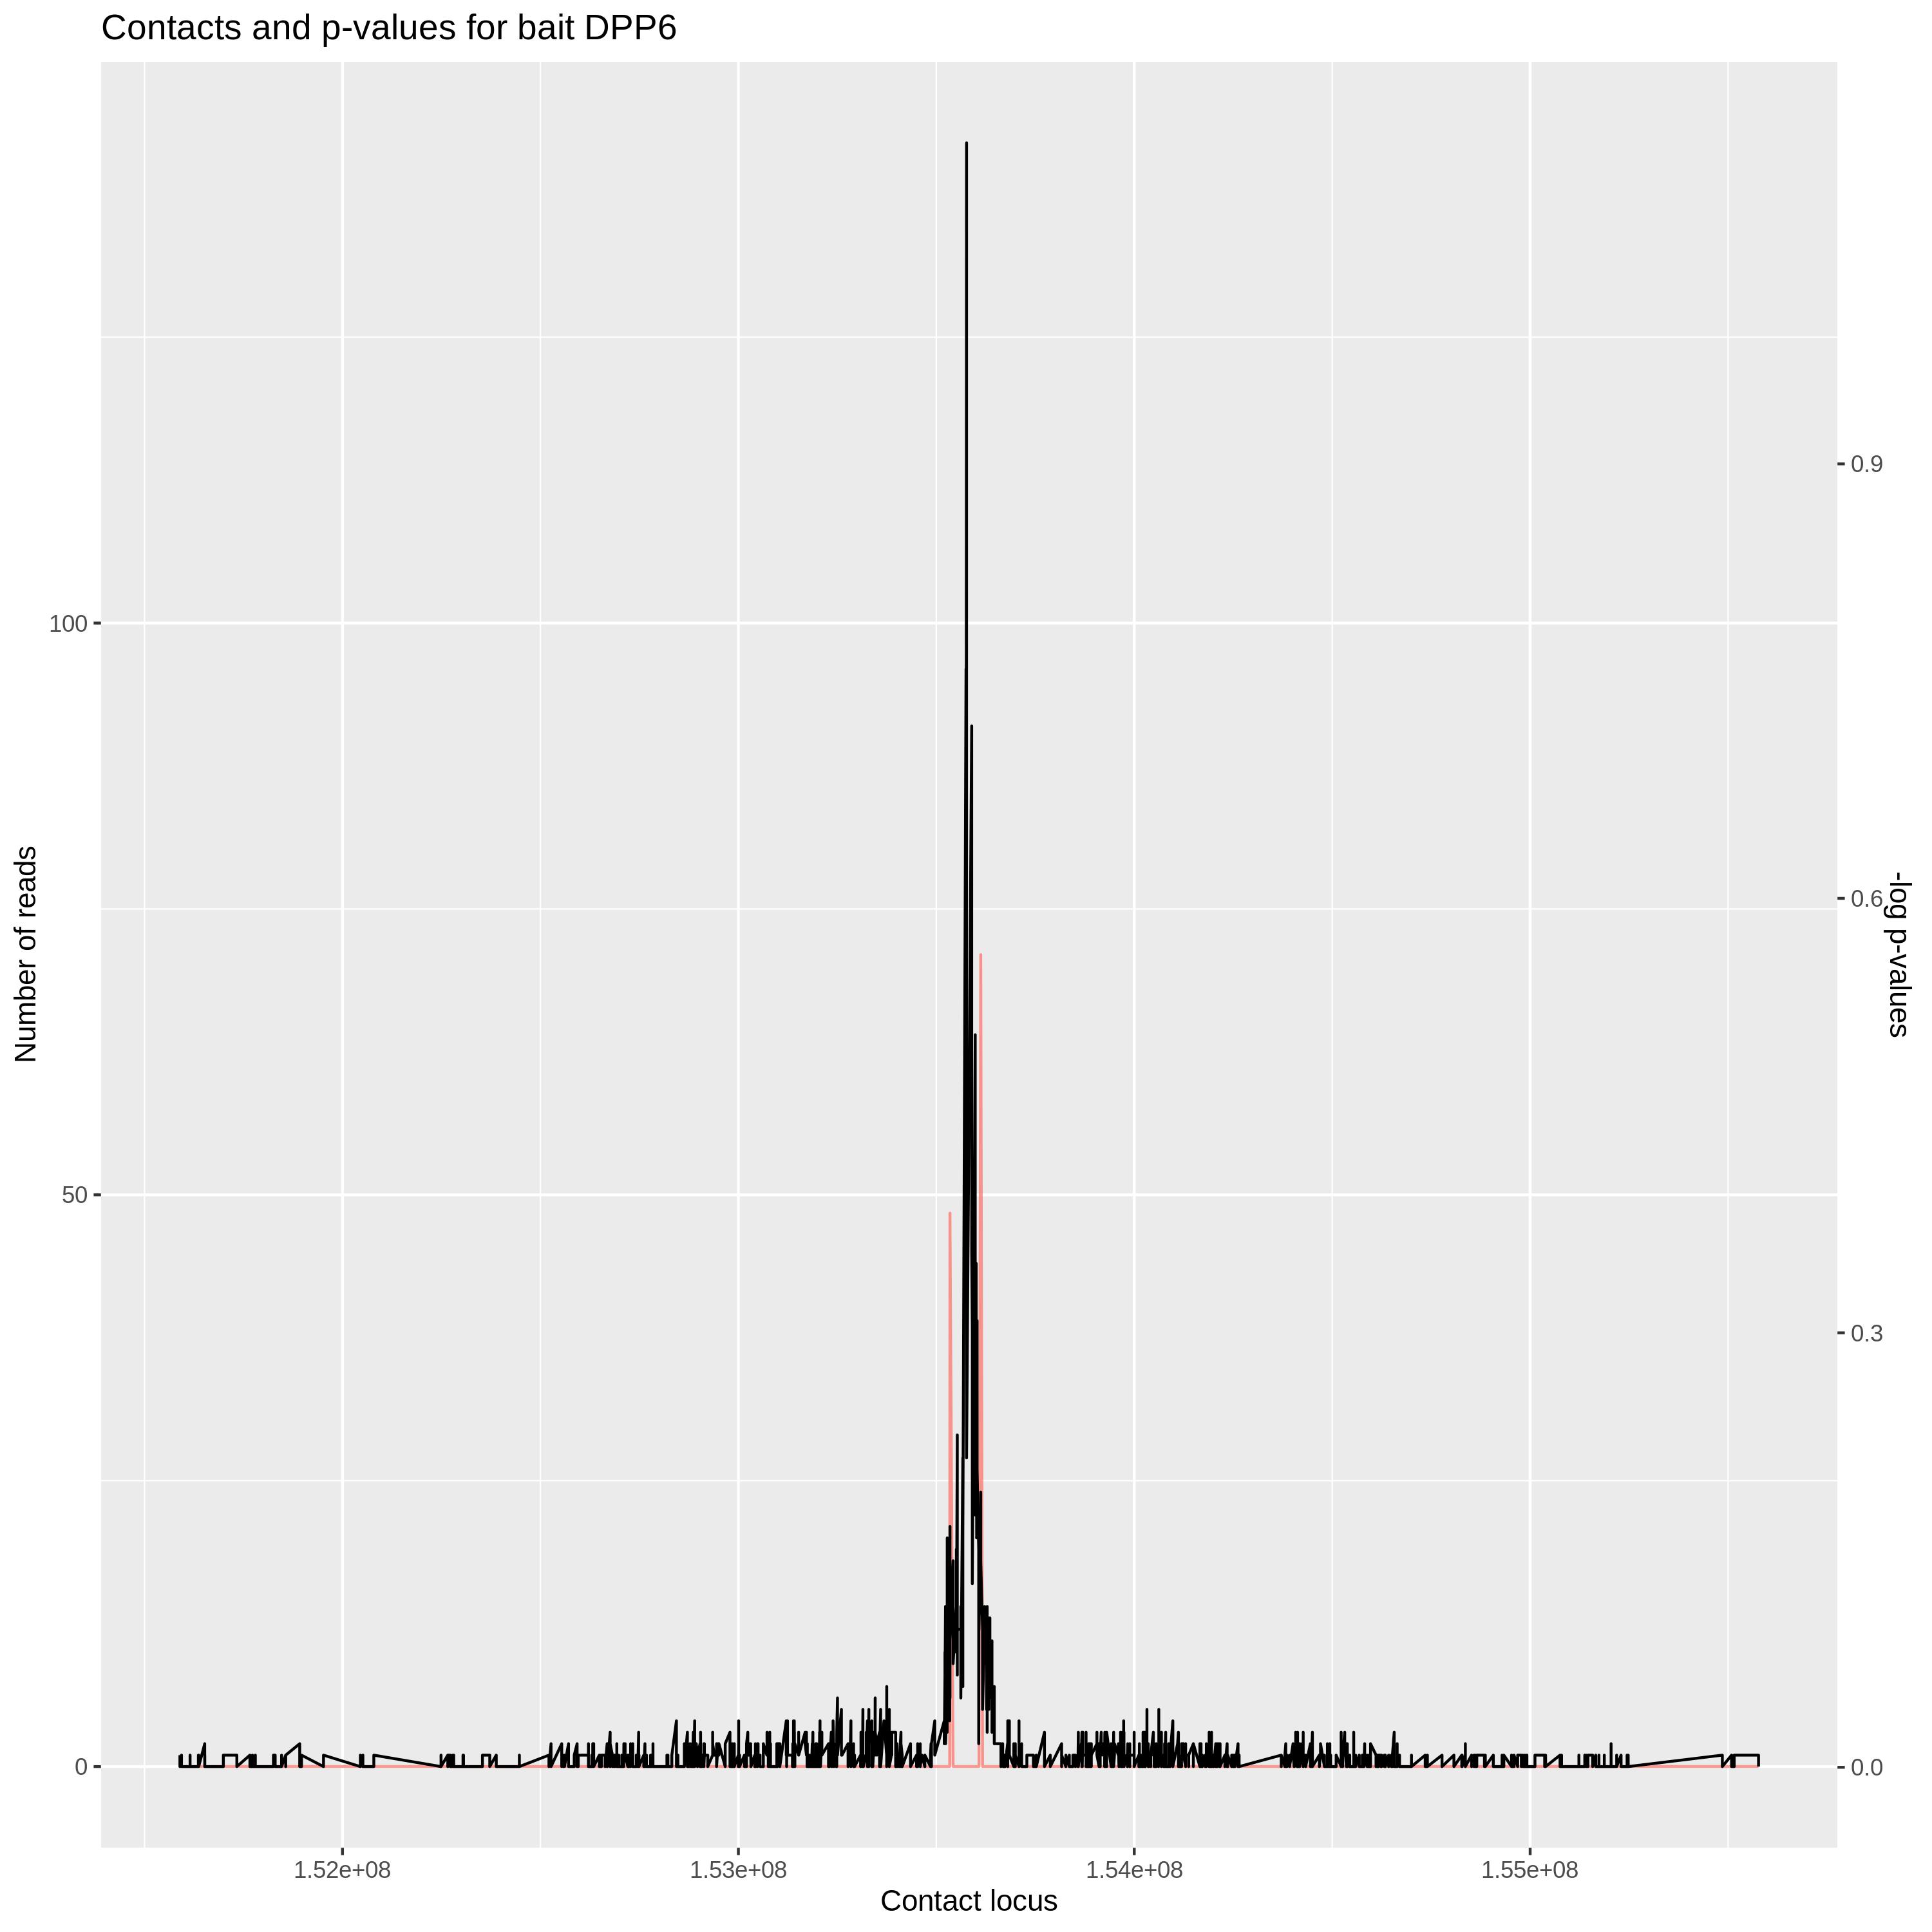 Contacts and p-values for bait DPP6
Number of reads
100
50
0
0.9
0.6
0.3
0.0
-log p-values
1.52e+08
1.53e+08
1.54e+08
1.55e+08
Contact locus